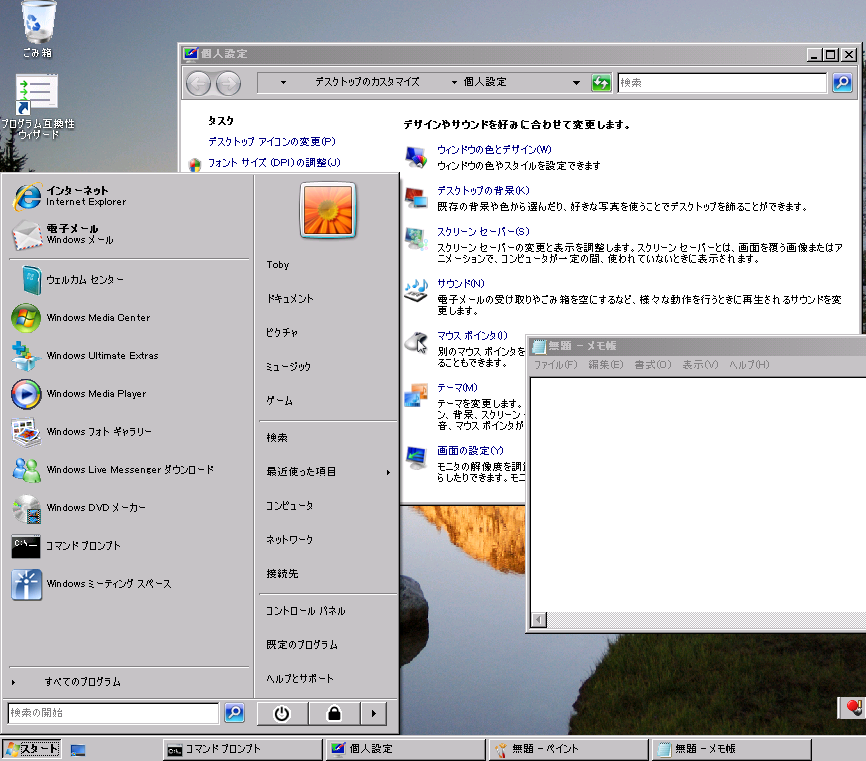 ごみ箱
プログラム互換性
ウィザード
個人設定
デスクトップのカスタマイズ
個人設定
検索
タスク
デスクトップ アイコンの変更(P)
フォント サイズ (DPI) の調整(J)
デザインやサウンドを好みに合わせて変更します。
ウィンドウの色とデザイン(W)
ウィンドウの色やスタイルを設定できます
デスクトップの背景(K)
既存の背景や色から選んだり、好きな写真を使うことでデスクトップを飾ることができます。
スクリーン セーバー(S)
スクリーン セーバーの変更と表示を調整します。スクリーン セーバーとは、画面を覆う画像またはア
ニメーションで、コンピュータが一定の間、使われていないときに表示されます。
サウンド(N)
電子メールの受け取りやごみ箱を空にするなど、様々な動作を行うときに再生されるサウンドを変
更します。
マウス ポインタ(I)
別のマウス ポインタを
ることもできます。
テーマ(M)
テーマを変更します。
ン、背景、スクリーン
音、マウス ポインタが
画面の設定(Y)
モニタの解像度を調
らしたりできます。モニ
インターネット
Internet Explorer
電子メール
Windows メール
ウェルカム センター
Windows Media Center
Windows Ultimate Extras
Windows Media Player
Windows フォト ギャラリー
Windows Live Messenger ダウンロード
Windows DVD メーカー
コマンド プロンプト
Windows ミーティング スペース
すべてのプログラム
検索の開始
Toby
ドキュメント
ピクチャ
ミュージック
ゲーム
検索
最近使った項目
コンピュータ
ネットワーク
接続先
コントロール パネル
既定のプログラム
ヘルプとサポート
無題 - メモ帳
ファイル(F) 編集(E) 書式(O) 表示(V) ヘルプ(H)
スタート
コマンド プロンプト
個人設定
無題 - ペイント
無題 - メモ帳